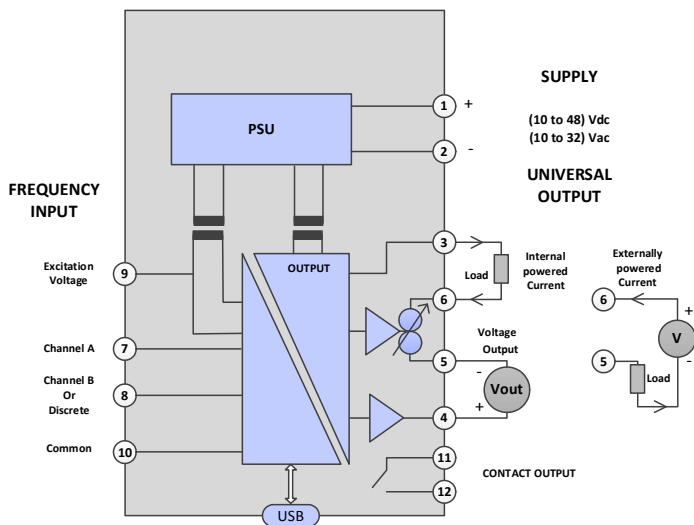 SUPPLY
(10 to 48) Vdc
(10 to 32) Vac
UNIVERSAL
OUTPUT
PSU
1
+
2
-
FREQUENCY
INPUT
OUTPUT
3
Load
Internal
powered
Current
Externally
powered
Current
Excitation
Voltage
9
6
6
+
V
-
Channel A
7
Voltage
Output
5
-
Vout
+
5
Load
Channel B
Or
Discrete
8
4
Common
10
11
CONTACT OUTPUT
12
USB